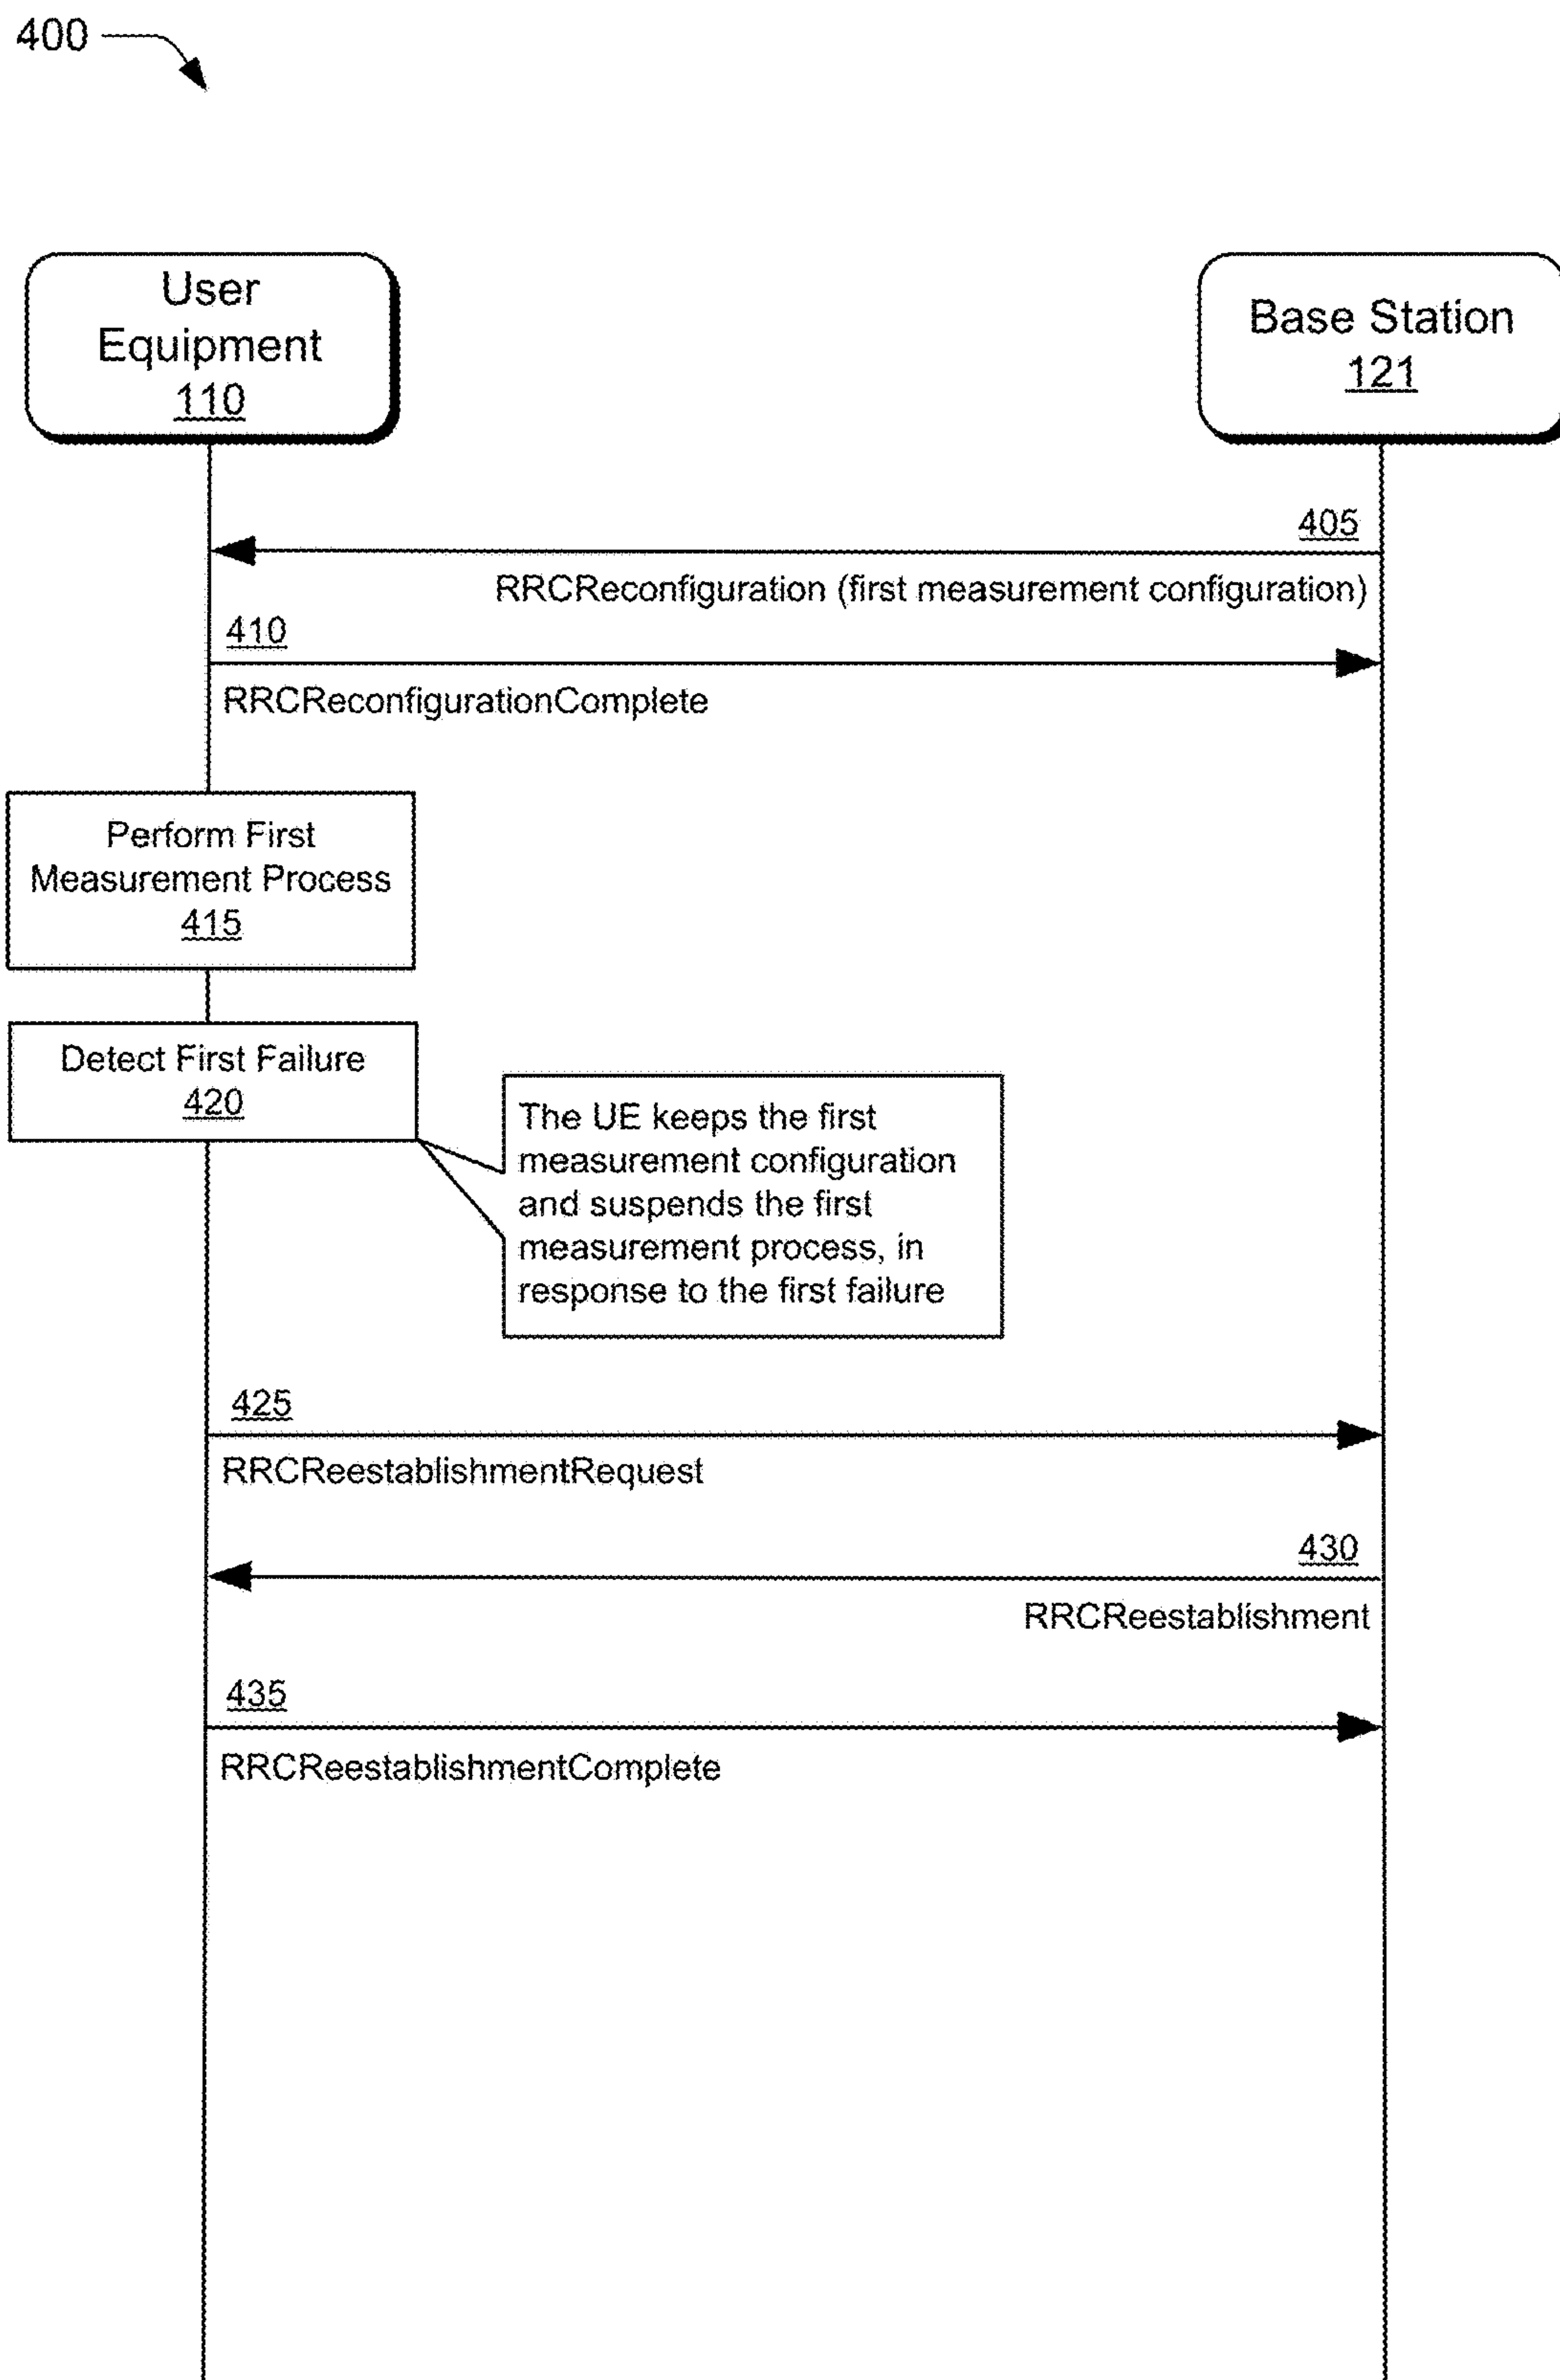 400
User
Equipment
110
Base Station
121
405
RRCReconfiguration (first measurement configuration)
410
RRCReconfigurationComplete
Perform First
Measurement Process
415
Detect First Failure
420
The UE keeps the first
measurement configuration
and suspends the first
measurement process, in
response to the first failure
425
RRCReestablishmentRequest
430
RRCReestablishment
435
RRCReestablishmentComplete